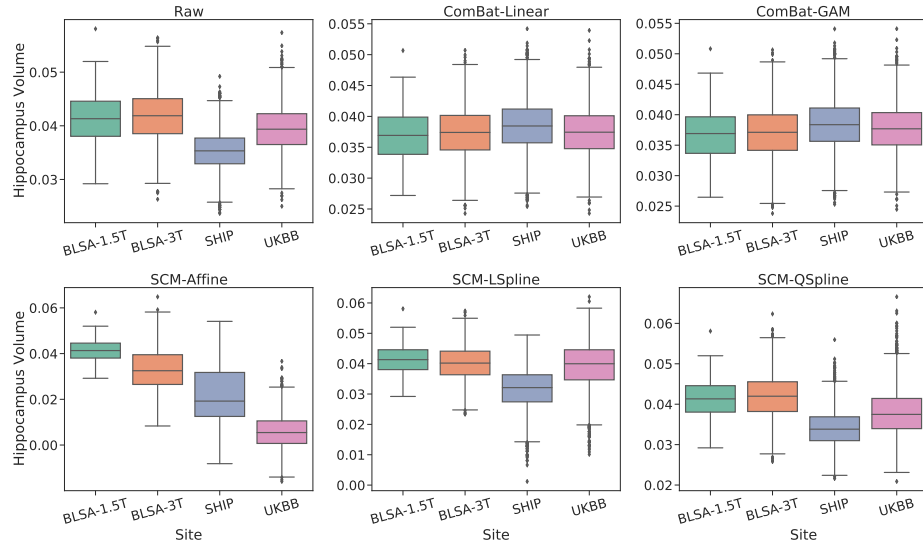 Raw
ComBat-Linear
ComBat-GAM
Hippocampus Volume
0.05
0.04
0.03
0.055
0.050
0.045
0.040
0.035
0.030
0.025
0.055
0.050
0.045
0.040
0.035
0.030
0.025
BLSA-1.5T BLSA-3T SHIP UKBB
BLSA-1.5T BLSA-3T SHIP UKBB
BLSA-1.5T BLSA-3T SHIP UKBB
SCM-Affine
SCM-LSpline
SCM-QSpline
Hippocampus Volume
0.06
0.04
0.02
0.00
0.06
0.05
0.04
0.03
0.02
0.01
0.00
0.06
0.05
0.04
0.03
0.02
BLSA-1.5T BLSA-3T SHIP UKBB
BLSA-1.5T BLSA-3T SHIP UKBB
BLSA-1.5T BLSA-3T SHIP UKBB
Site
Site
Site